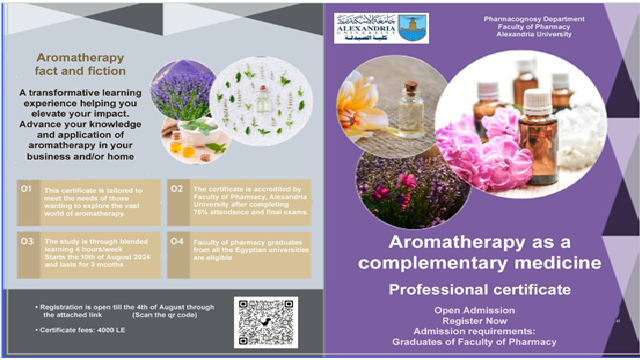 Aromatherapy
fact and fiction
A transformative learning
experience helping you
elevate your impact.
Advance your knowledge
and application of
aromatherapy in your
business and/or home
01
This certificate is tailored to
meet the needs of those
wanting to explore the vast
world of aromatherapy.
02
The certificate is accredited by
Faculty of Pharmacy, Alexandria
University after completing
75% attendance and final exams.
03
The study is through blended
learning 4 hours/week
Starts the 10th of August 2024
and lasts for 3 months
04
Faculty of pharmacy graduates
from all the Egyptian universities
are eligible
• Registration is open till the 4th of August through
the attached link (Scan the qr code)
• Certificate fees: 4000 LE
جامعة الإسكندرية
ALEXANDRIA
UNIVERSITY
كلية الصيدلة
Pharmacognosy Department
Faculty of Pharmacy
Alexandria University
Aromatherapy as a
complementary medicine
Professional certificate
Open Admission
Register Now
Admission requirements:
Graduates of Faculty of Pharmacy